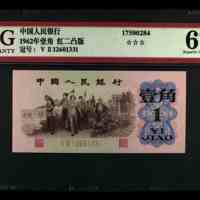 G
ANTY
中国人民银行
1962年壹角 红二凸版
冠号: V II 12601331
17590284
☆☆☆
6
中国人民银行
壹角
1
YI
JIAO